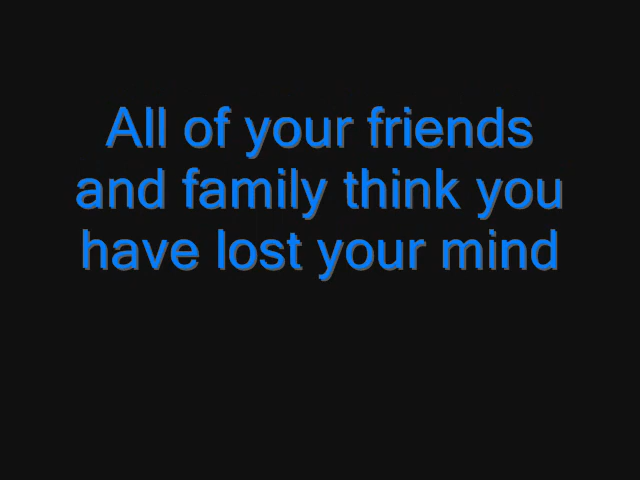 All of your friends
and family think you
have lost your mind